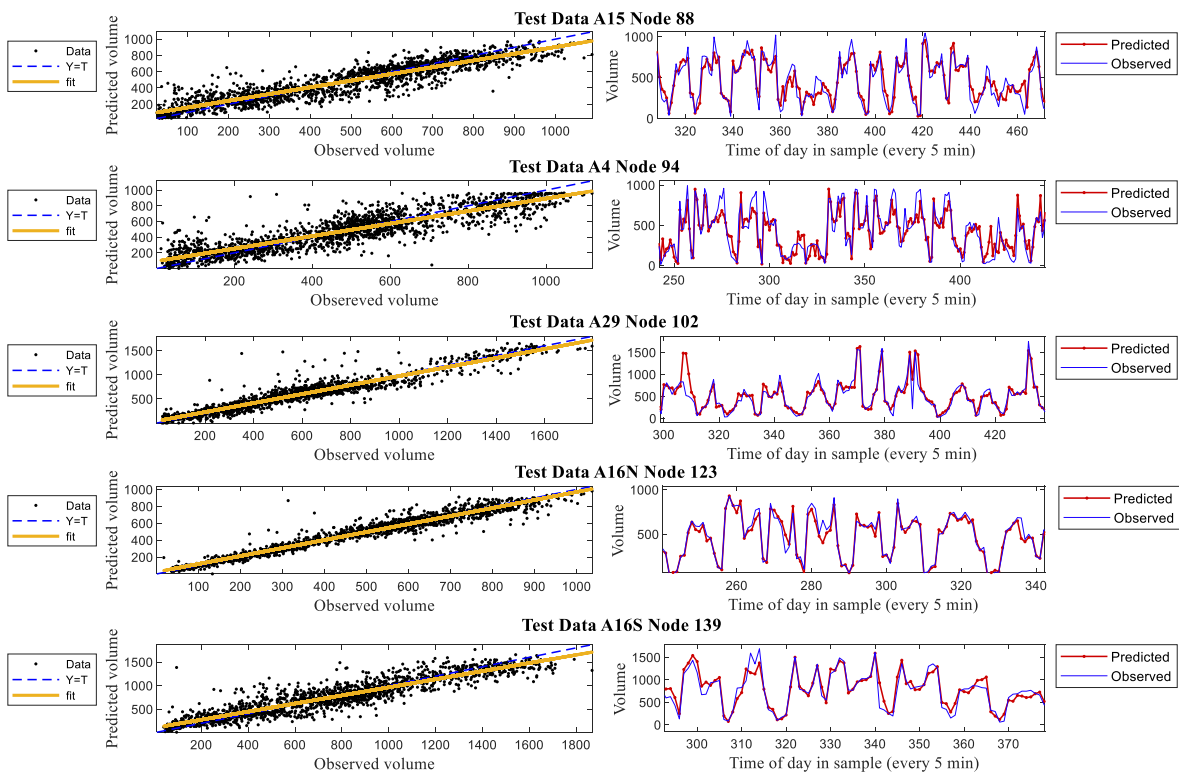 Test Data A15 Node 88
Data
Y=T
fit
Predicted volume
1000
800
600
400
200
100 200 300 400 500 600 700 800 900 1000
Observed volume
Volume
1000
500
0
320 340 360 380 400 420 440 460
Time of day in sample (every 5 min)
Predicted
Observed
Test Data A4 Node 94
Data
Y=T
fit
Predicted volume
1000
800
600
400
200
200 400 600 800 1000
Obsereved volume
Volume
1000
500
0
250 300 350 400
Time of day in sample (every 5 min)
Predicted
Observed
Test Data A29 Node 102
Data
Y=T
fit
Predicted volume
1500
1000
500
200 400 600 800 1000 1200 1400 1600
Observed volume
Volume
1500
1000
500
0
300 320 340 360 380 400 420
Time of day in sample (every 5 min)
Predicted
Observed
Test Data A16N Node 123
Data
Y=T
fit
Predicted volume
1000
800
600
400
200
100 200 300 400 500 600 700 800 900 1000
Observed volume
Volume
1000
500
260 280 300 320 340
Time of day in sample (every 5 min)
Predicted
Observed
Test Data A16S Node 139
Data
Y=T
fit
Predicted volume
1500
1000
500
200 400 600 800 1000 1200 1400 1600 1800
Observed volume
Volume
1500
1000
500
0
300 310 320 330 340 350 360 370
Time of day in sample (every 5 min)
Predicted
Observed